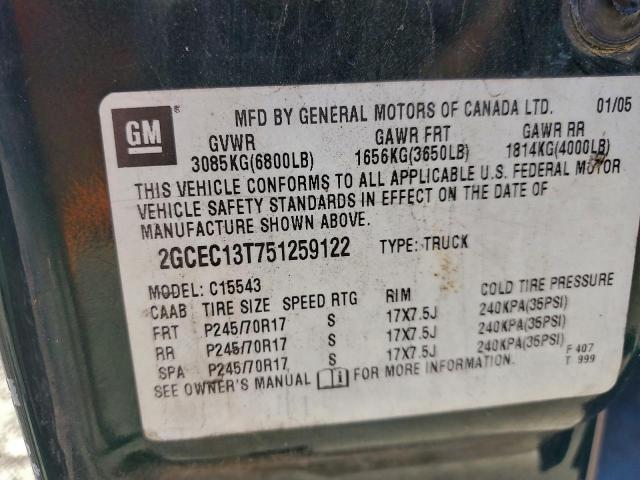 MFD BY GENERAL MOTORS OF CANADA LTD. 01/05
GM ®
GVWR GAWR FRT GAWR RR
3085KG(6800LB) 1656KG(3650LB) 1814KG(4000LB)
THIS VEHICLE CONFORMS TO ALL APPLICABLE U.S. FEDERAL MOTOR
VEHICLE SAFETY STANDARDS IN EFFECT ON THE DATE OF
MANUFACTURE SHOWN ABOVE.
2GCEC13T751259122 TYPE: TRUCK
MODEL: C15543
CAAB TIRE SIZE SPEED RTG RIM COLD TIRE PRESSURE
FRT P245/70R17 S 17X7.5J 240KPA(35PSI)
RR P245/70R17 S 17X7.5J 240KPA(35PSI)
SPA P245/70R17 S 17X7.5J 240KPA(35PSI)
SEE OWNER'S MANUAL i FOR MORE INFORMATION. F 407
T 999